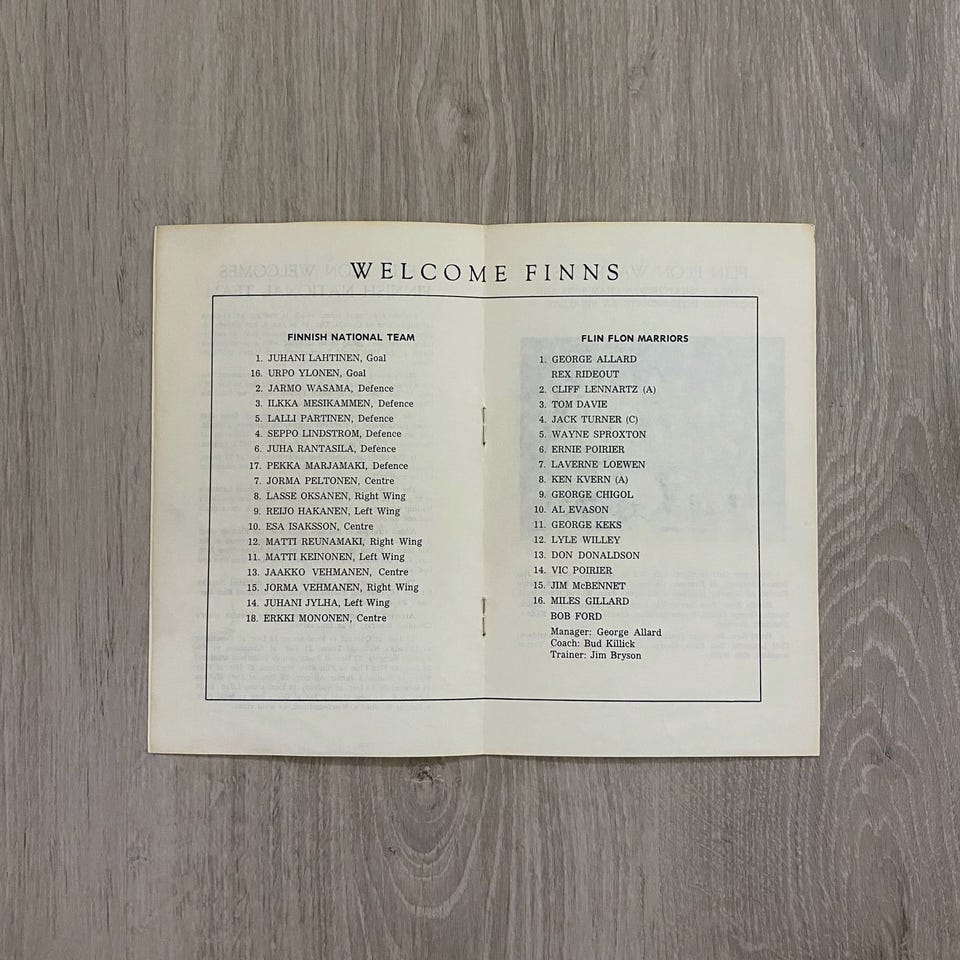 WELCOME FINNS
FINNISH NATIONAL TEAM
1. JUHANI LAHTINEN, Goal
16. URPO YLONEN, Goal
2. JARMO WASAMA, Defence
3. ILKKA MESIKAMMEN, Defence
5. LALLI PARTINEN, Defence
4. SEPPO LINDSTROM, Defence
6. JUHA RANTASILA, Defence
17. PEKKA MARJAMAKI, Defence
7. JORMA PELTONEN, Centre
8. LASSE OKSANEN, Right Wing
9. REIJO HAKANEN, Left Wing
10. ESA ISAKSSON, Centre
12. MATTI REUNAMAKI, Right Wing
11. MATTI KEINONEN, Left Wing
13. JAAKKO VEHMANEN, Centre
15. JORMA VEHMANEN, Right Wing
14. JUHANI JYLHA, Left Wing
18. ERKKI MONONEN, Centre
FLIN FLON MARRIORS
1. GEORGE ALLARD
REX RIDEOUT
2. CLIFF LENNARTZ (A)
3. TOM DAVIE
4. JACK TURNER (C)
5. WAYNE SPROXTON
6. ERNIE POIRIER
7. LAVERNE LOEWEN
8. KEN KVERN (A)
9. GEORGE CHIGOL
10. AL EVASON
11. GEORGE KEKS
12. LYLE WILLEY
13. DON DONALDSON
14. VIC POIRIER
15. JIM McBENNET
16. MILES GILLARD
BOB FORD
Manager: George Allard
Coach: Bud Killick
Trainer: Jim Bryson